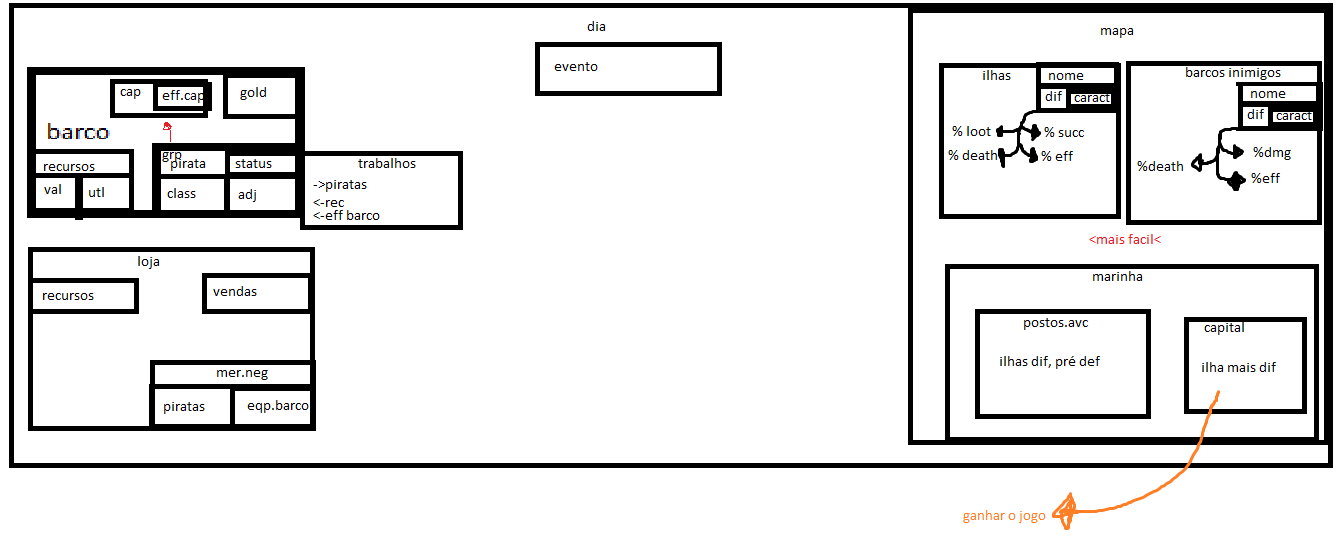 dia
evento
cap
eff.cap
gold
barco
grp
recursos
val
utl
pirata
status
class
adj
trabalhos
->piratas
<-rec
<-eff barco
loja
recursos
vendas
mer.neg
piratas
eqp.barco
mapa
ilhas
nome
dif
caract
% loot
% succ
% death
% eff
barcos inimigos
nome
dif
caract
%death
%dmg
%eff
<mais facil<
marinha
postos.avc
ilhas dif, pré def
capital
ilha mais dif
ganhar o jogo